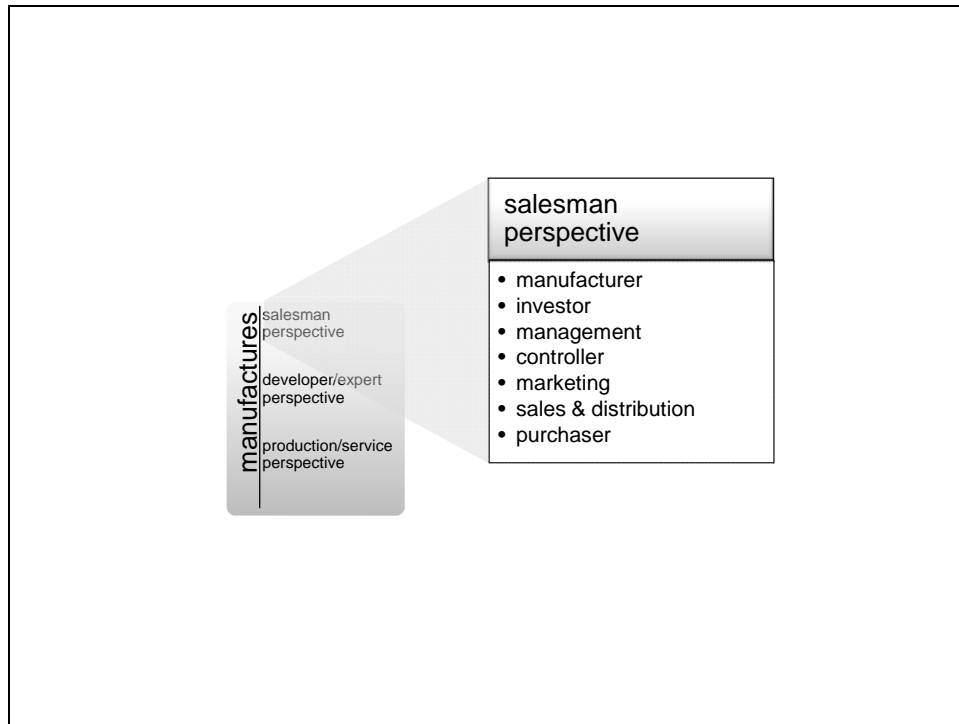 salesman
perspective
• manufacturer
• investor
• management
• controller
• marketing
• sales & distribution
• purchaser
manufactures
salesman
perspective
developer/expert
perspective
production/service
perspective